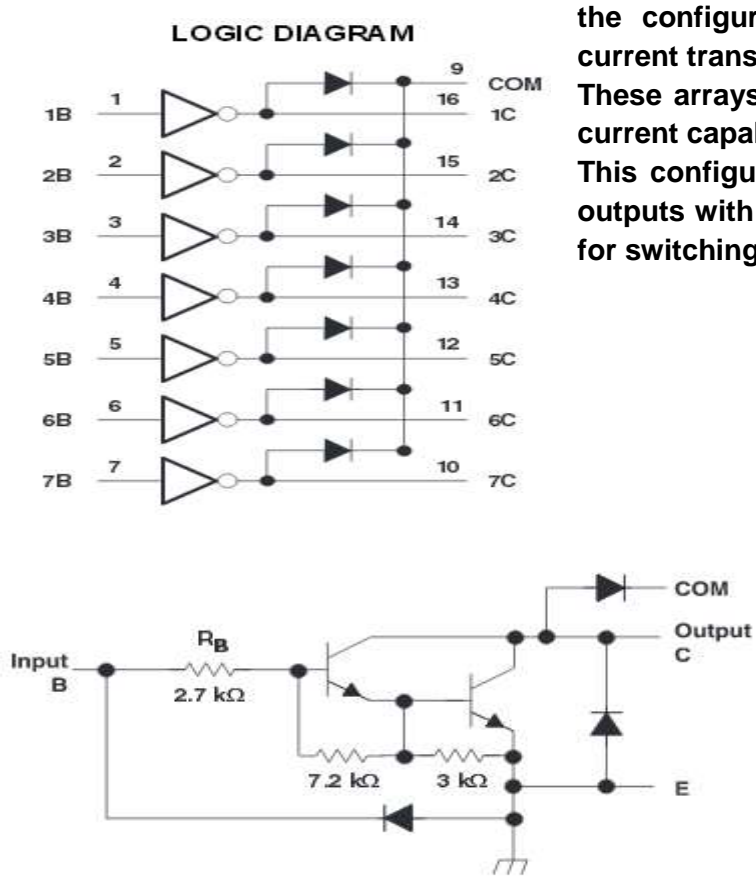 LOGIC DIAGRAM
9
COM
1B 1 16 1C
2B 2 15 2C
3B 3 14 3C
4B 4 13 4C
5B 5 12 5C
6B 6 11 6C
7B 7 10 7C
the configur
current trans
These arrays
current capal
This configu
outputs with
for switching
COM
Output
C
RB
Input
B
2.7 kΩ
7.2 kΩ 3 kΩ
E